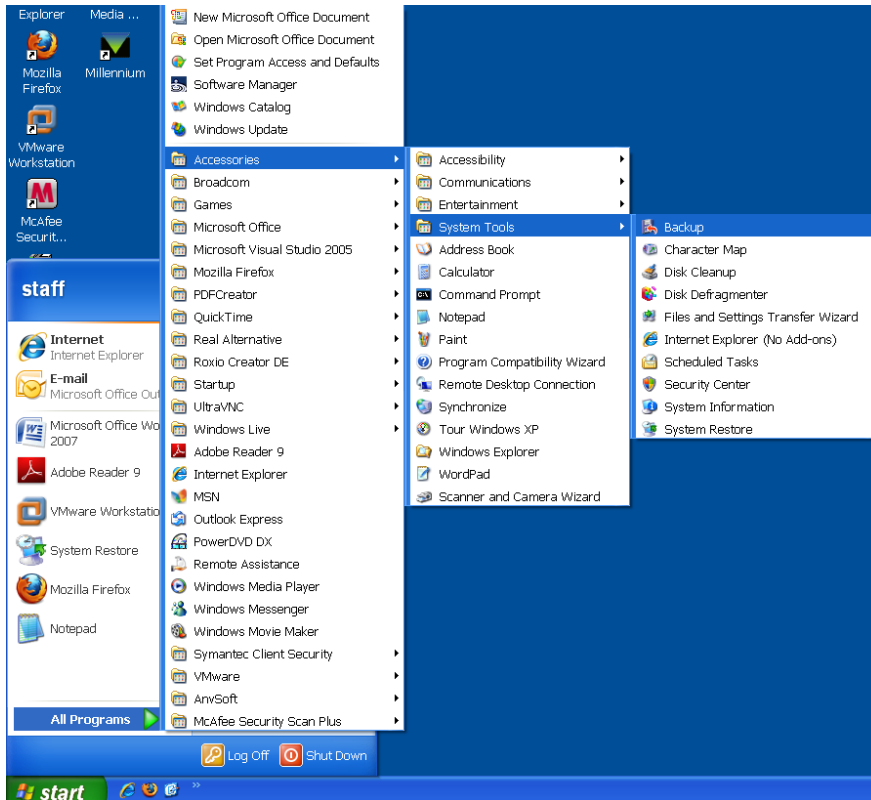 Explorer
Media ...
Mozilla
Firefox
Millennium
VMware
Workstation
McAfee
Securit...
staff
Internet
Internet Explorer
E-mail
Microsoft Office Out
Microsoft Office Wo
2007
Adobe Reader 9
VMware Workstatio
System Restore
Mozilla Firefox
Notepad
All Programs
Log Off
Shut Down
start
New Microsoft Office Document
Open Microsoft Office Document
Set Program Access and Defaults
Software Manager
Windows Catalog
Windows Update
Accessories
Broadcom
Games
Microsoft Office
Microsoft Visual Studio 2005
Mozilla Firefox
PDFCreator
QuickTime
Real Alternative
Roxio Creator DE
Startup
UltraVNC
Windows Live
Adobe Reader 9
Internet Explorer
MSN
Outlook Express
PowerDVD DX
Remote Assistance
Windows Media Player
Windows Messenger
Windows Movie Maker
Symantec Client Security
VMware
AnvSoft
McAfee Security Scan Plus
Accessibility
Communications
Entertainment
System Tools
Address Book
Calculator
Command Prompt
Notepad
Paint
Program Compatibility Wizard
Remote Desktop Connection
Synchronize
Tour Windows XP
Windows Explorer
WordPad
Scanner and Camera Wizard
Backup
Character Map
Disk Cleanup
Disk Defragmenter
Files and Settings Transfer Wizard
Internet Explorer (No Add-ons)
Scheduled Tasks
Security Center
System Information
System Restore